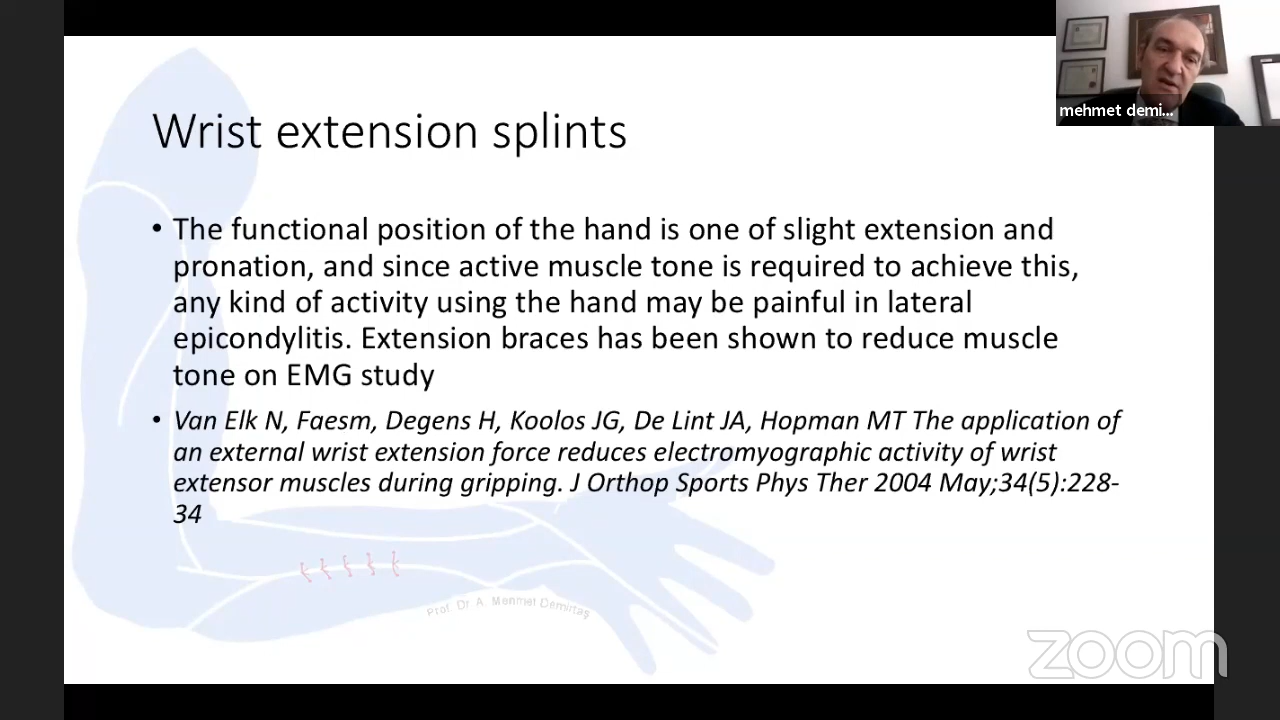 mehmet demi...
Wrist extension splints
• The functional position of the hand is one of slight extension and
pronation, and since active muscle tone is required to achieve this,
any kind of activity using the hand may be painful in lateral
epicondylitis. Extension braces has been shown to reduce muscle
tone on EMG study
• Van Elk N, Faesm, Degens H, Koolos JG, De Lint JA, Hopman MT The application of
an external wrist extension force reduces electromyographic activity of wrist
extensor muscles during gripping. J Orthop Sports Phys Ther 2004 May;34(5):228-
34
Prof. Dr. A. Mehmet Demirtaş
zoom